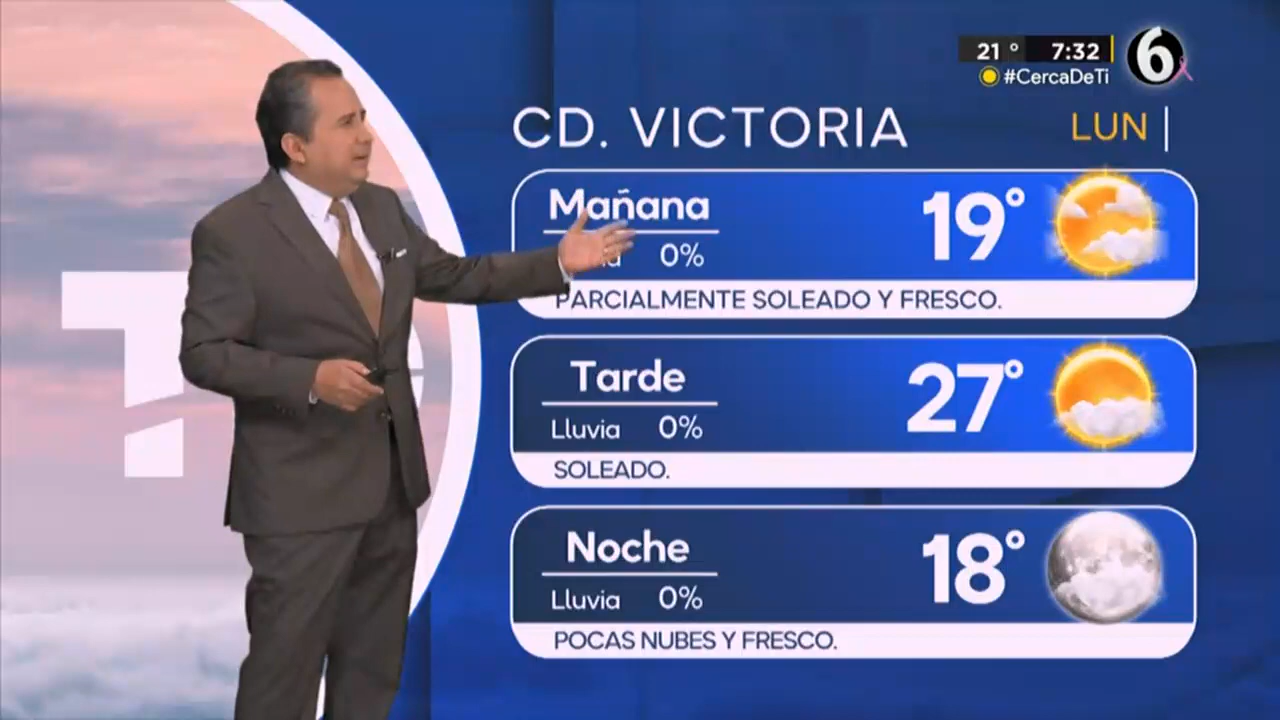 21° 7:32
#CercaDeTi
6
CD. VICTORIA LUN
Mañana
0%
19°
PARCIALMENTE SOLEADO Y FRESCO.
Tarde
Lluvia 0%
27°
SOLEADO.
Noche
Lluvia 0%
18°
POCAS NUBES Y FRESCO.